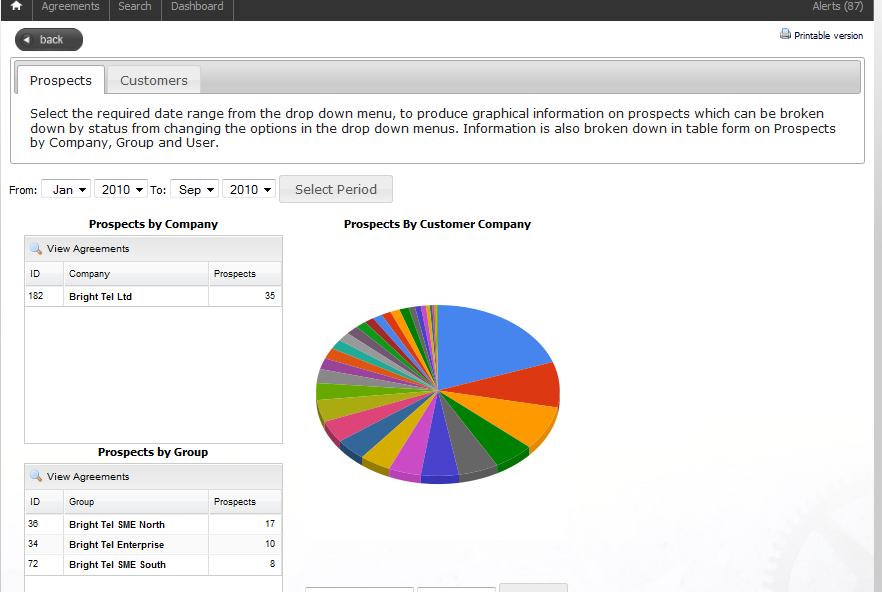 Agreements Search Dashboard Alerts (87)
back
Printable version
Prospects Customers
Select the required date range from the drop down menu, to produce graphical information on prospects which can be broken
down by status from changing the options in the drop down menus. Information is also broken down in table form on Prospects
by Company, Group and User.
From: Jan 2010 To: Sep 2010 Select Period
Prospects by Company
View Agreements
ID Company Prospects
182 Bright Tel Ltd 35
Prospects By Customer Company
Prospects by Group
View Agreements
ID Group Prospects
36 Bright Tel SME North 17
34 Bright Tel Enterprise 10
72 Bright Tel SME South 8